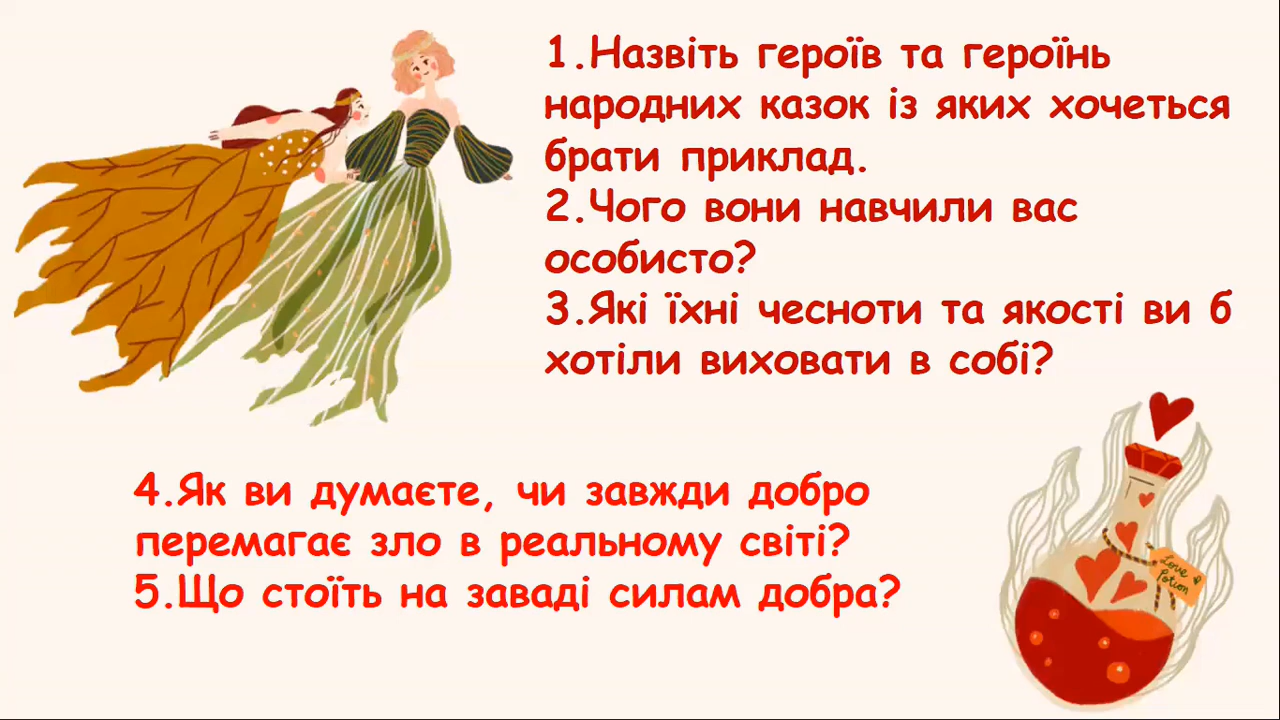 1.Назвіть героїв та героїнь
народних казок із яких хочеться
брати приклад.
2.Чого вони навчили вас
особисто?
3.Які їхні чесноти та якості ви б
хотіли виховати в собі?
4.Як ви думаєте, чи завжди добро
перемагає зло в реальному світі?
5.Що стоїть на заваді силам добра?
Love
Potion